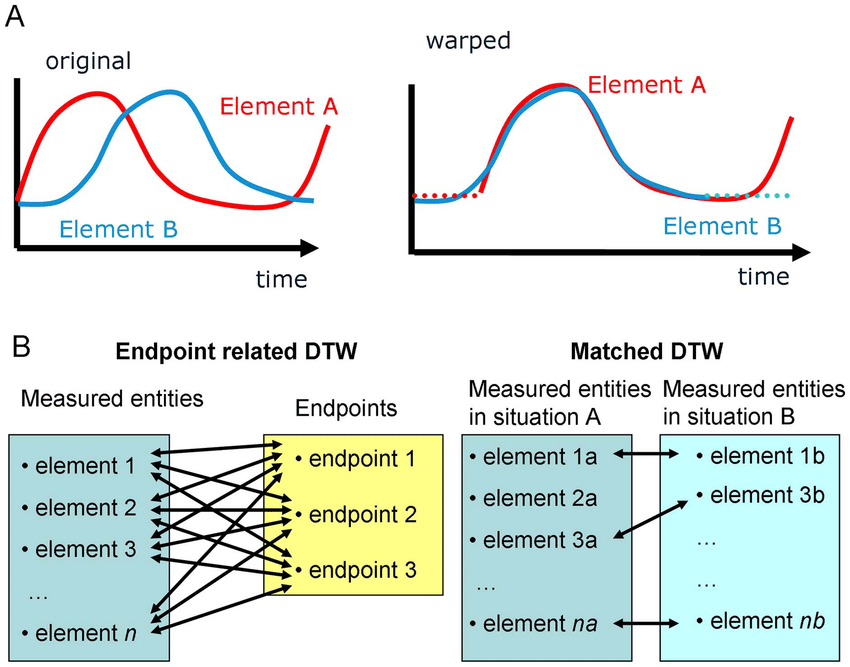 A
original
Element A
Element B
time
warped
Element A
Element B
time
B
Endpoint related DTW
Measured entities
• element 1
• element 2
• element 3
...
• element n
Endpoints
• endpoint 1
• endpoint 2
• endpoint 3
Matched DTW
Measured entities
in situation A
• element 1a
• element 2a
• element 3a
...
• element na
Measured entities
in situation B
• element 1b
• element 3b
...
...
• element nb